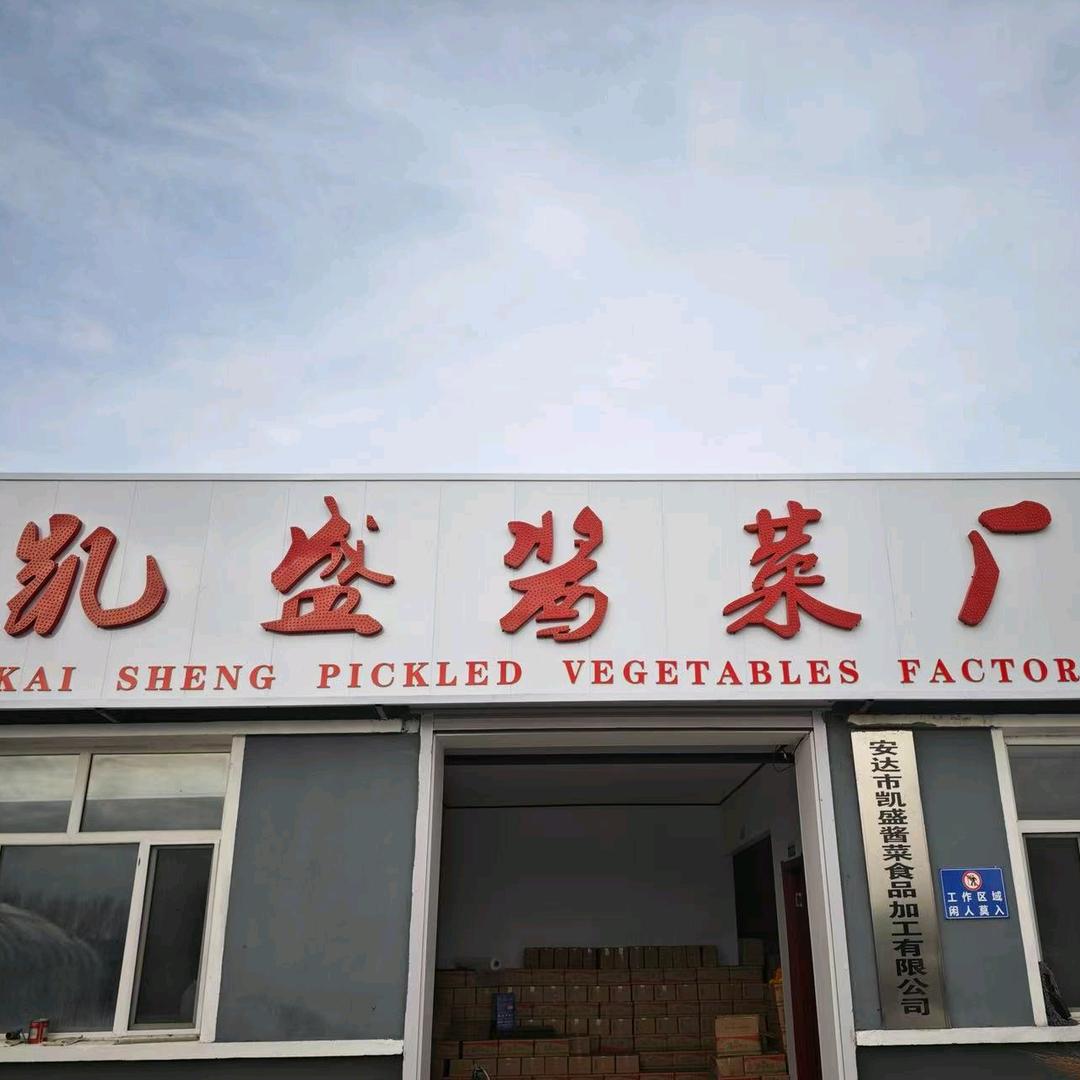 凯盛酱菜厂
KAI SHENG PICKLED VEGETABLES FACTOR
安达市凯盛酱菜食品加工有限公司
工作区域
闲人莫入